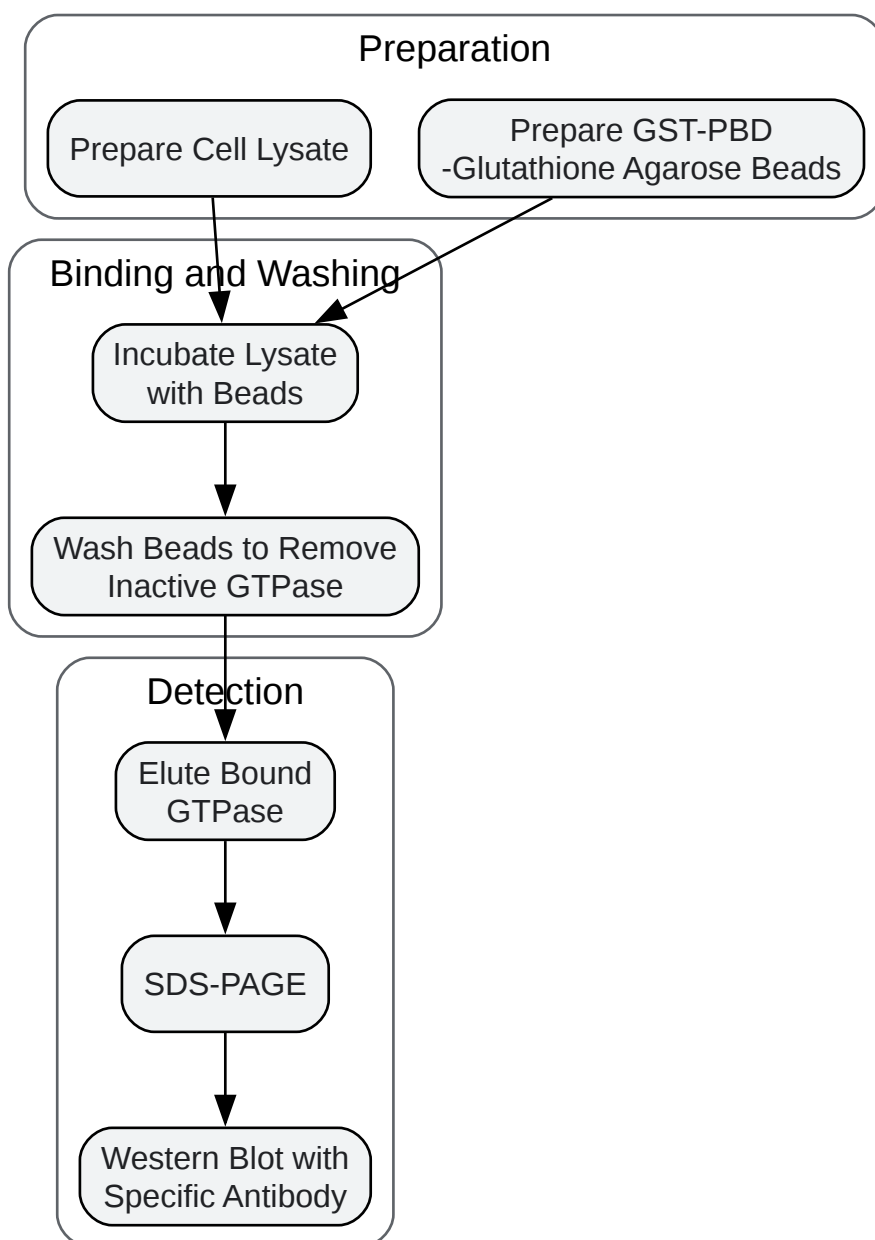 Preparation
Prepare Cell Lysate
Prepare GST-PBD
-Glutathione Agarose Beads
Binding and Washing
Incubate Lysate
with Beads
Wash Beads to Remove
Inactive GTPase
Detection
Elute Bound
GTPase
SDS-PAGE
Western Blot with
Specific Antibody